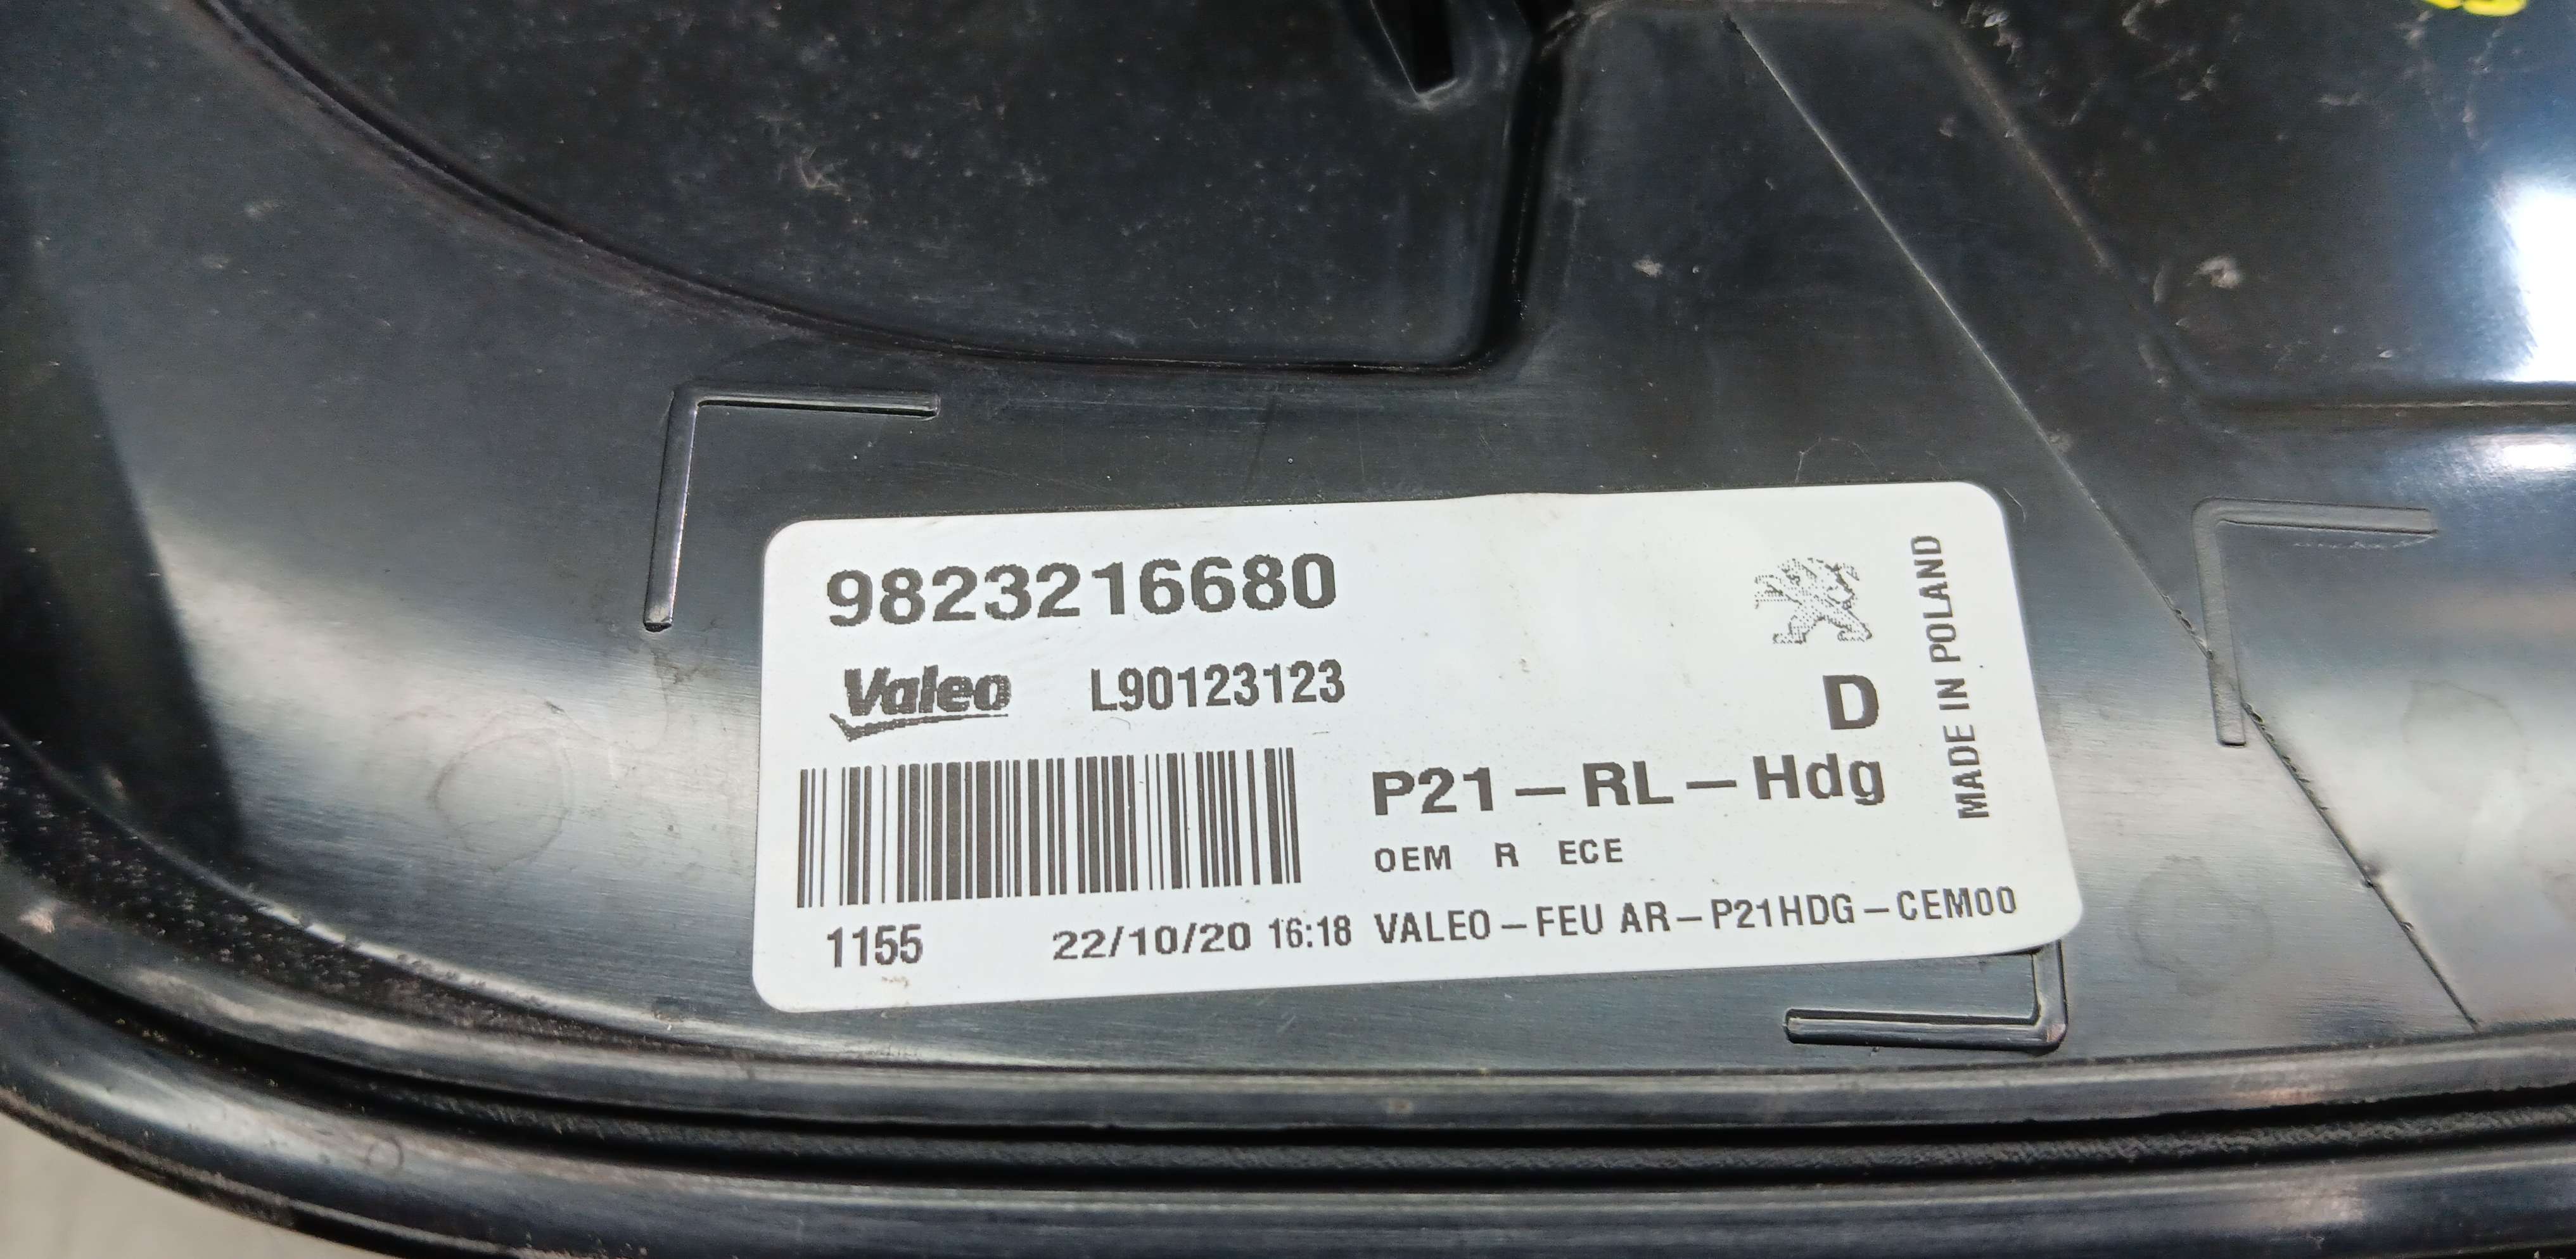 9823216680
Valeo L90123123
D
MADE IN POLAND
P21-RL-Hdg
OEM R ECE
1155 22/10/20 16:18 VALEO-FEU AR-P21HDG-CEM00